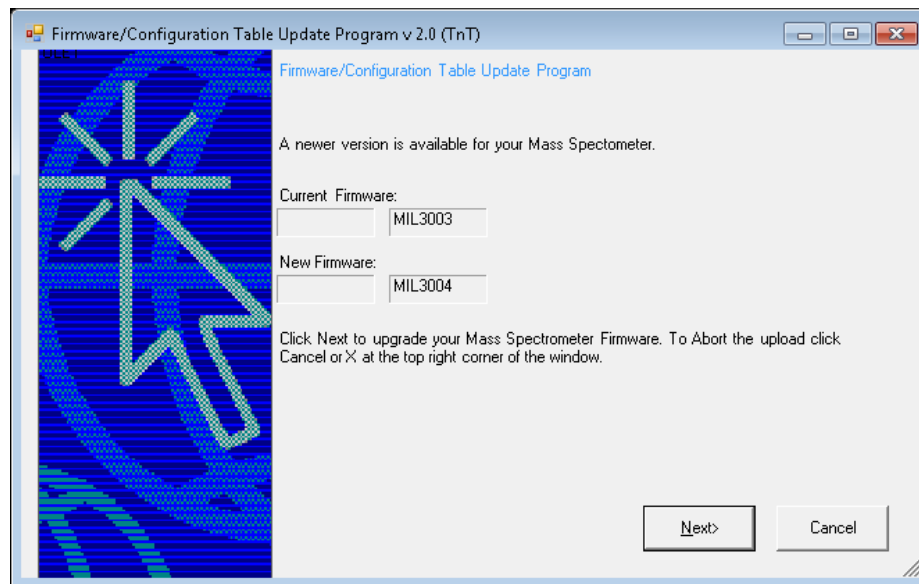 Firmware/Configuration Table Update Program v 2.0 (TnT)
Firmware/Configuration Table Update Program
A newer version is available for your Mass Spectometer.
Current Firmware:
MIL3003
New Firmware:
MIL3004
Click Next to upgrade your Mass Spectrometer Firmware. To Abort the upload click
Cancel or X at the top right corner of the window.
Next>
Cancel